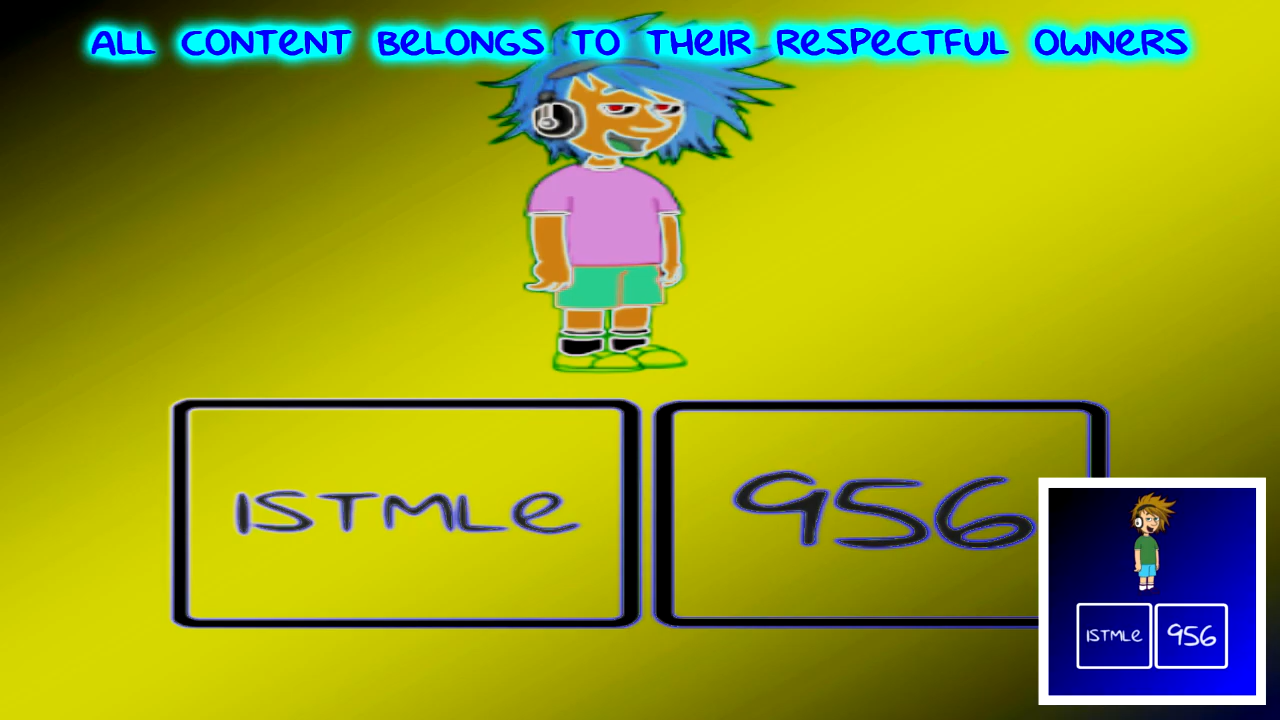 ALL CONTENT BELONGS TO THEIR RESPECTFUL OWNERS
ISTMLE 956
ISTMLE 956